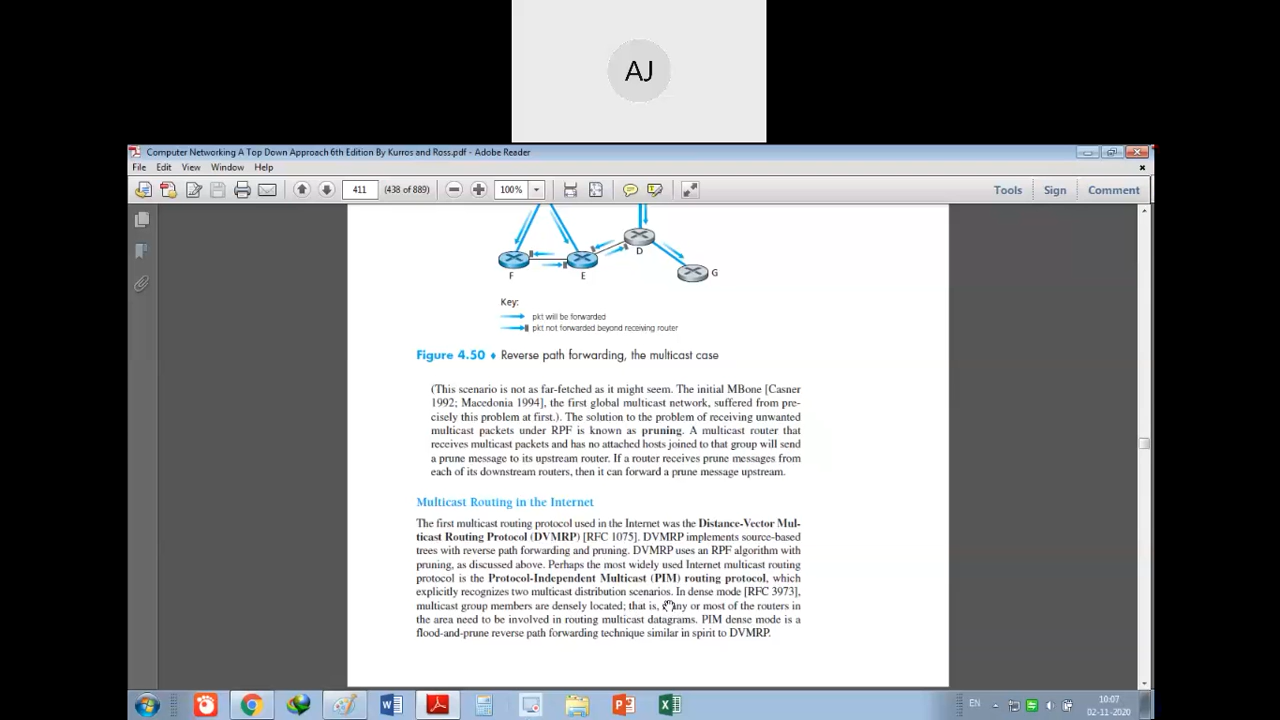 AJ
Computer Networking A Top Down Approach 6th Edition By Kurros and Ross.pdf - Adobe Reader
File Edit View Window Help
411 (438 of 889) 100% Tools Sign Comment
D
F E G
Key:
pkt will be forwarded
pkt not forwarded beyond receiving router
Figure 4.50 ♦ Reverse path forwarding, the multicast case
(This scenario is not as far-fetched as it might seem. The initial MBone [Casner
1992; Macedonia 1994], the first global multicast network, suffered from pre-
cisely this problem at first.). The solution to the problem of receiving unwanted
multicast packets under RPF is known as pruning. A multicast router that
receives multicast packets and has no attached hosts joined to that group will send
a prune message to its upstream router. If a router receives prune messages from
each of its downstream routers, then it can forward a prune message upstream.
Multicast Routing in the Internet
The first multicast routing protocol used in the Internet was the Distance-Vector Mul-
ticast Routing Protocol (DVMRP) [RFC 1075]. DVMRP implements source-based
trees with reverse path forwarding and pruning. DVMRP uses an RPF algorithm with
pruning, as discussed above. Perhaps the most widely used Internet multicast routing
protocol is the Protocol-Independent Multicast (PIM) routing protocol, which
explicitly recognizes two multicast distribution scenarios. In dense mode [RFC 3973],
multicast group members are densely located; that is, many or most of the routers in
the area need to be involved in routing multicast datagrams. PIM dense mode is a
flood-and-prune reverse path forwarding technique similar in spirit to DVMRP.
EN 10:07
02-11-2020